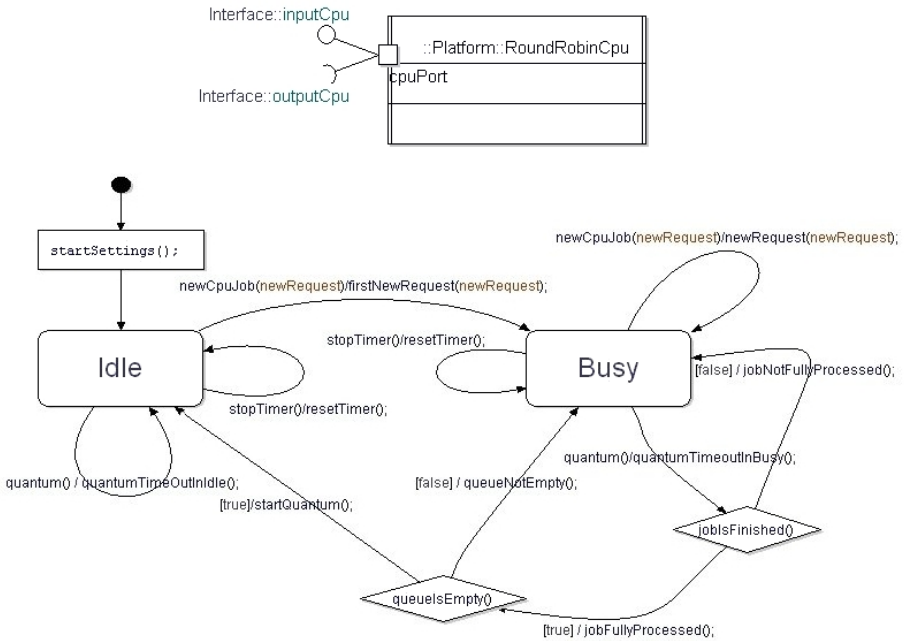 Interface::inputCpu
::Platform::RoundRobinCpu
cpuPort
Interface::outputCpu
startSettings();
newCpuJob(newRequest)/newRequest(newRequest);
newCpuJob(newRequest)/firstNewRequest(newRequest);
stopTimer()/resetTimer();
Idle
Busy
[false] / jobNotFullyProcessed();
stopTimer()/resetTimer();
quantum()/quantumTimeoutInBusy();
quantum() / quantumTimeOutInIdle();
[false] / queueNotEmpty();
[true]/startQuantum();
jobIsFinished()
queueIsEmpty()
[true] / jobFullyProcessed();